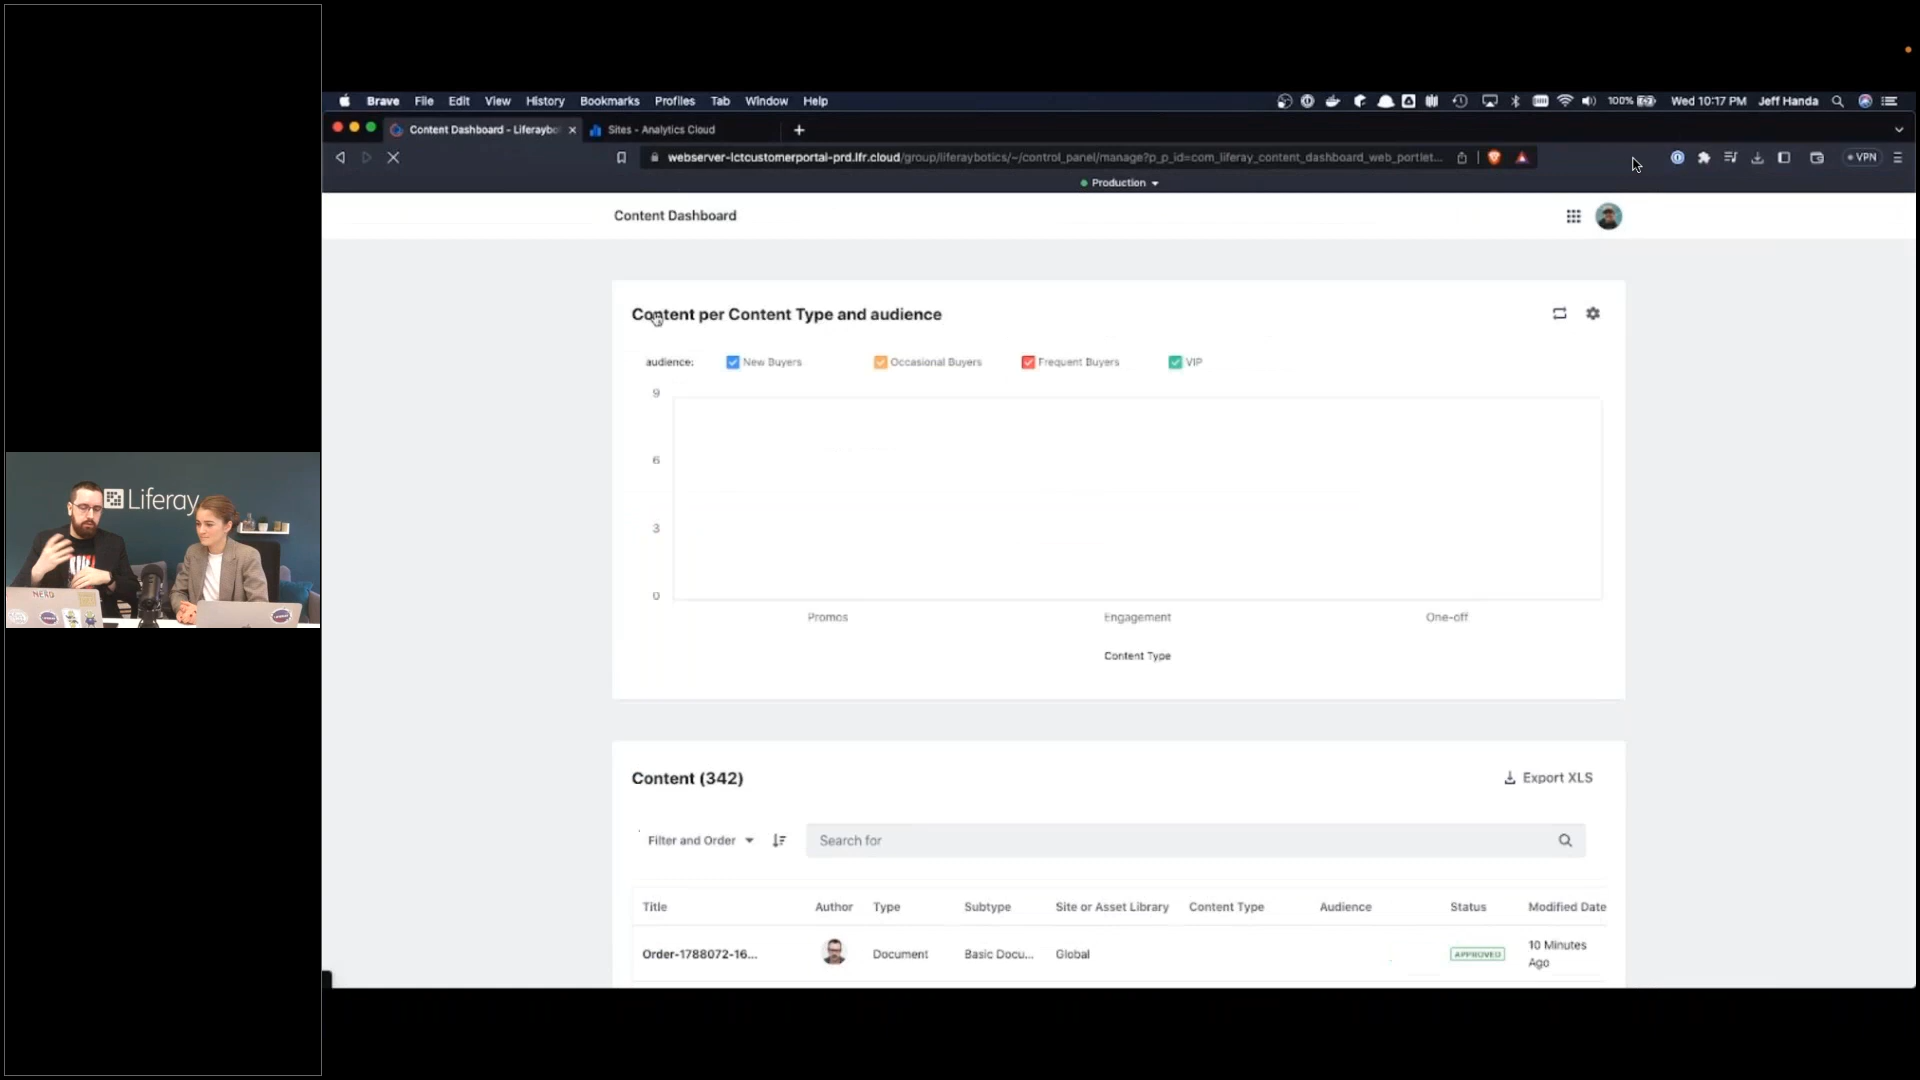 Brave File Edit View History Bookmarks Profiles Tab Window Help
100% Wed 10:17 PM Jeff Handa
Content Dashboard - Liferaybo
Sites - Analytics Cloud
webserver-lctcustomerportal-prd.lfr.cloud/group/liferaybotics/~/control_panel/manage?p_p_id=com_liferay_content_dashboard_web_portlet...
VPN
Production
Content Dashboard
Content per Content Type and audience
audience: New Buyers Occasional Buyers Frequent Buyers VIP
9
6
3
0
Promos Engagement One-off
Content Type
Content (342)
Export XLS
Filter and Order
Search for
Title Author Type Subtype Site or Asset Library Content Type Audience Status Modified Date
Order-1788072-16... Document Basic Docu... Global APPROVED 10 Minutes
Ago
Liferay
NERD